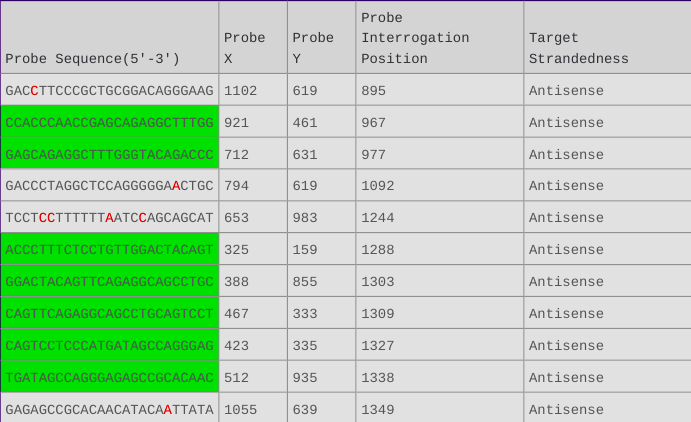 Probe Sequence(5'-3') Probe X Probe Y Probe Interrogation Position Target Strandedness
GACCTTCCCGCTGCGGACAGGGAAG 1102 619 895 Antisense
CCACCCAACCGAGCAGAGGCTTTGG 921 461 967 Antisense
GAGCAGAGGCTTTGGGTACAGACCC 712 631 977 Antisense
GACCCTAGGCTCCAGGGGGAACTGC 794 619 1092 Antisense
TCCTCCTTTTTTAATCCAGCAGCAT 653 983 1244 Antisense
ACCCTTTCTCCTGTTGGACTACAGT 325 159 1288 Antisense
GGACTACAGTTCAGAGGCAGCCTGC 388 855 1303 Antisense
CAGTTCAGAGGCAGCCTGCAGTCCT 467 333 1309 Antisense
CAGTCCTCCCATGATAGCCAGGGAG 423 335 1327 Antisense
TGATAGCCAGGGAGAGCCGCACAAC 512 935 1338 Antisense
GAGAGCCGCACAACATACAATTATA 1055 639 1349 Antisense